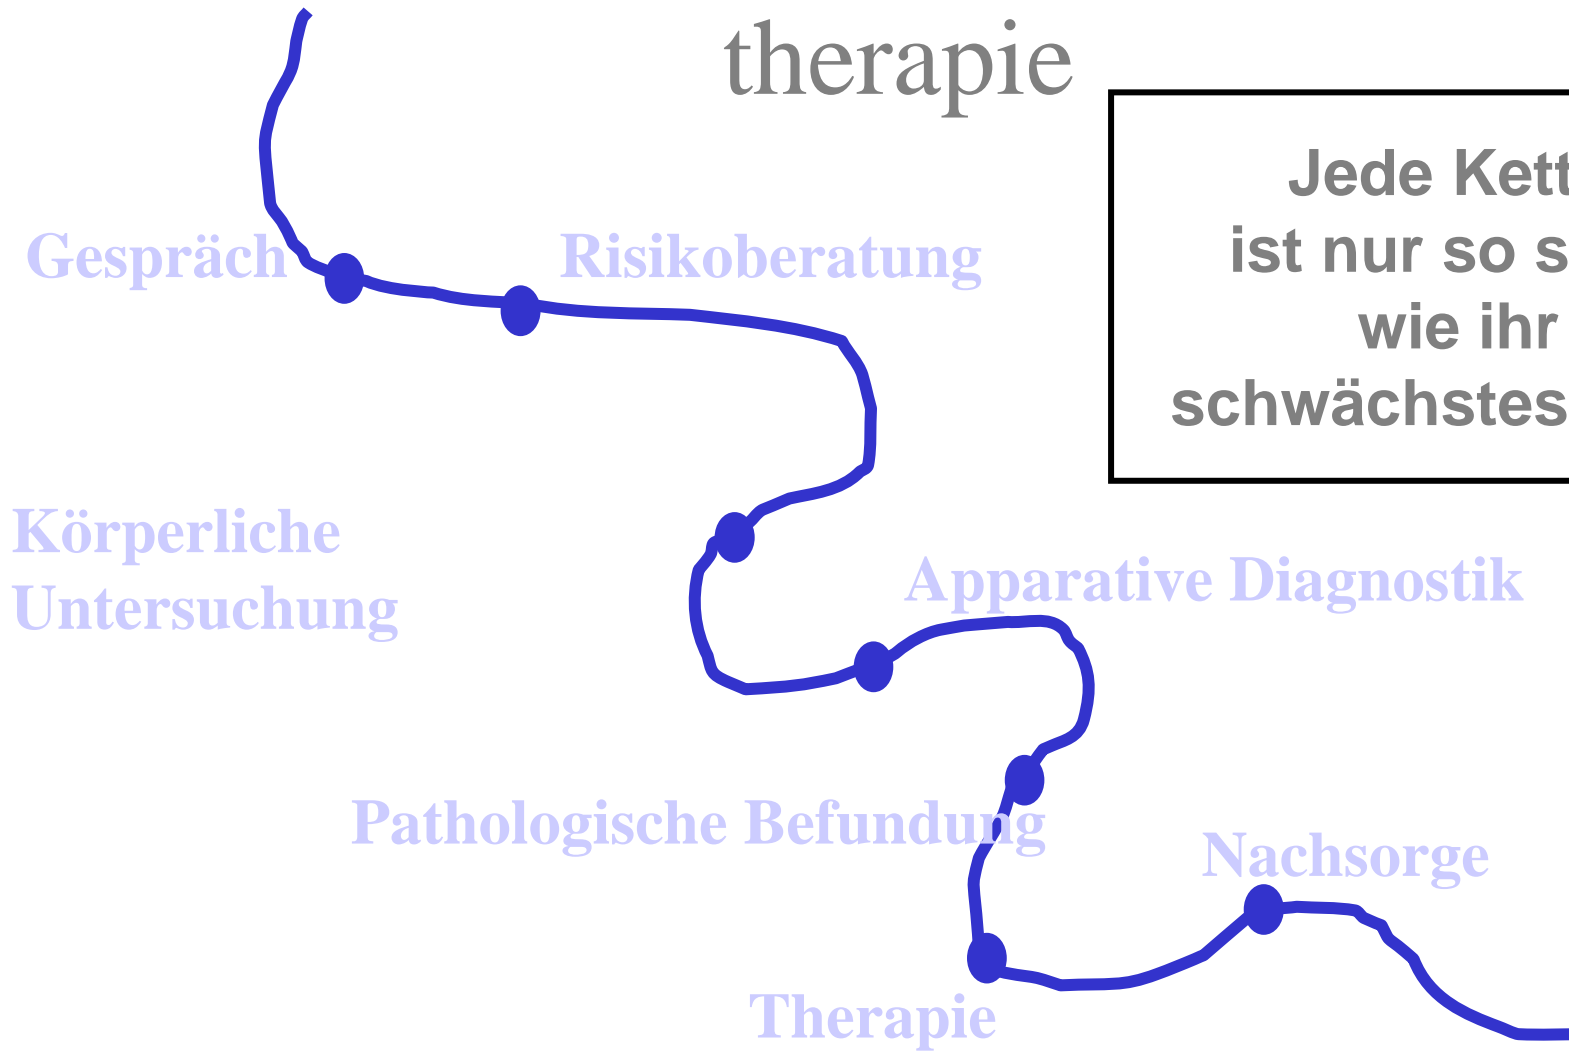 therapie
Jede Kett
ist nur so s
wie ihr
schwächstes
Gespräch
Risikoberatung
Körperliche
Untersuchung
Apparative Diagnostik
Pathologische Befundung
Nachsorge
Therapie